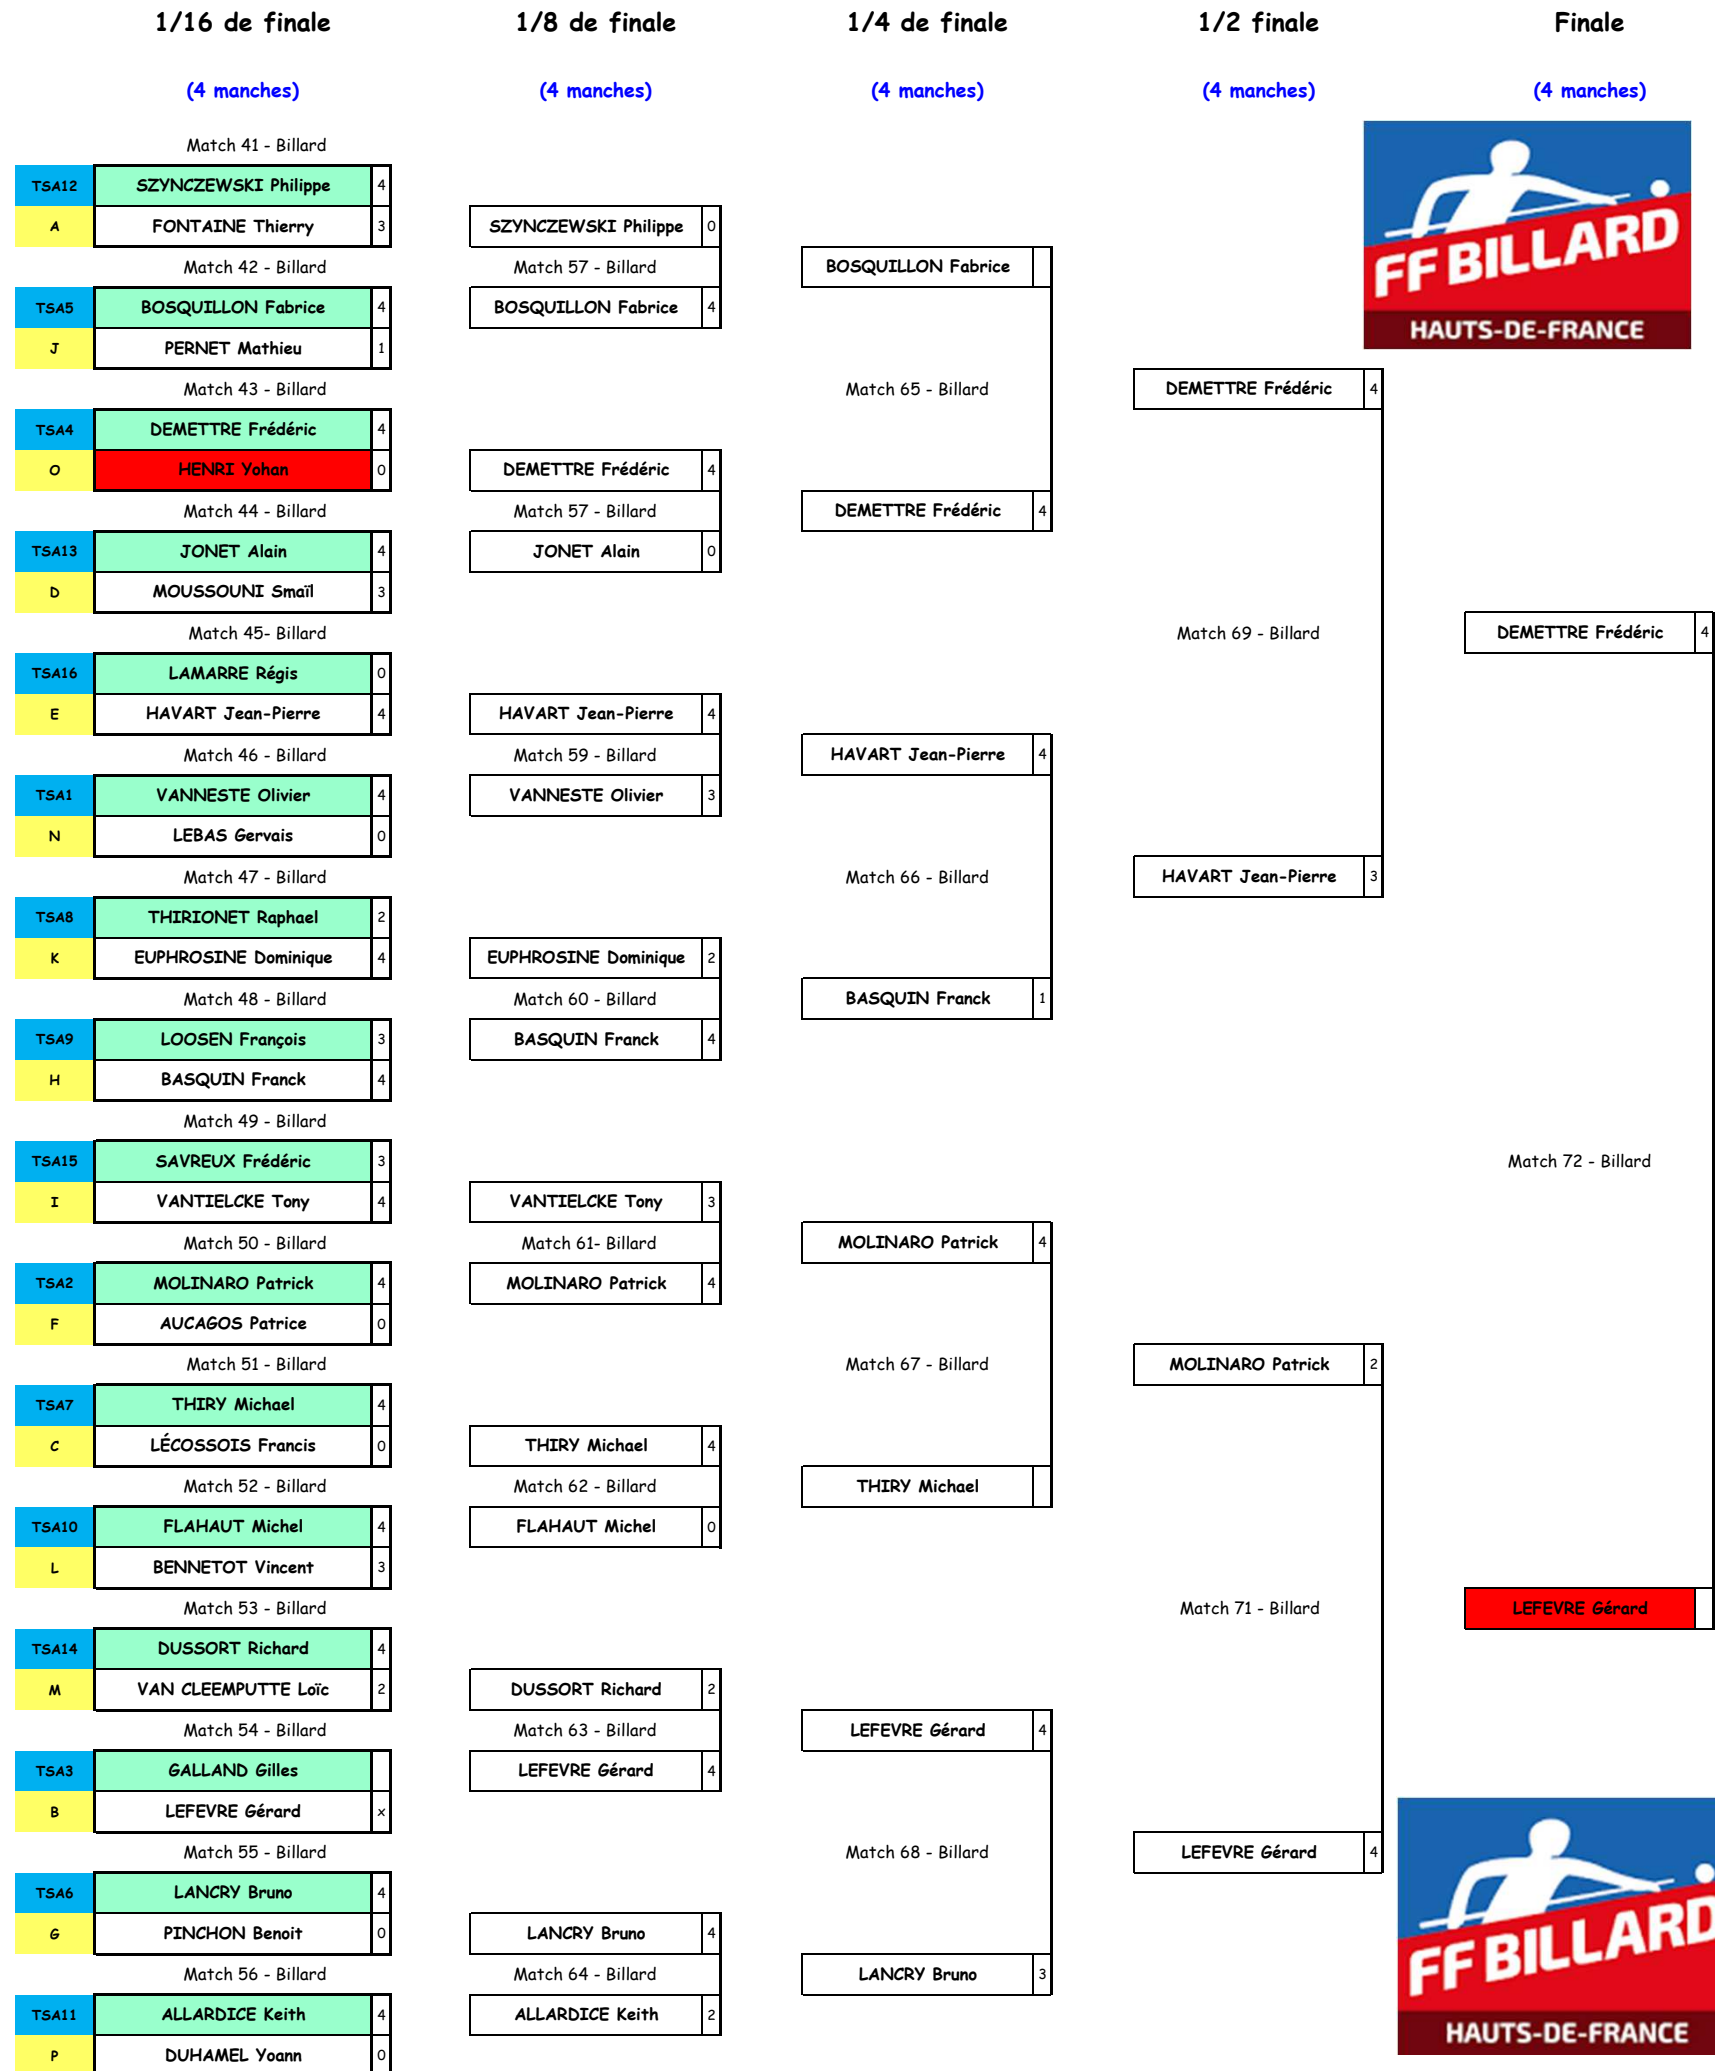 1/16 de finale 1/8 de finale 1/4 de finale 1/2 finale Finale
(4 manches) (4 manches) (4 manches) (4 manches) (4 manches)
Match 41 - Billard
TSA12 SZYNCZEWSKI Philippe 4
A FONTAINE Thierry 3
Match 42 - Billard
TSA5 BOSQUILLON Fabrice 4
J PERNET Mathieu 1
Match 43 - Billard
TSA4 DEMETTRE Frédéric 4
O HENRI Yohan 0
Match 44 - Billard
TSA13 JONET Alain 4
D MOUSSOUNI Smaïl 3
Match 45- Billard
TSA16 LAMARRE Régis 0
E HAVART Jean-Pierre 4
Match 46 - Billard
TSA1 VANNESTE Olivier 4
N LEBAS Gervais 0
Match 47 - Billard
TSA8 THIRIONET Raphael 2
K EUPHROSINE Dominique 4
Match 48 - Billard
TSA9 LOOSEN François 3
H BASQUIN Franck 4
Match 49 - Billard
TSA15 SAVREUX Frédéric 3
I VANTIELCKE Tony 4
Match 50 - Billard
TSA2 MOLINARO Patrick 4
F AUCAGOS Patrice 0
Match 51 - Billard
TSA7 THIRY Michael 4
C LÉCOSSOIS Francis 0
Match 52 - Billard
TSA10 FLAHAUT Michel 4
L BENNETOT Vincent 3
Match 53 - Billard
TSA14 DUSSORT Richard 4
M VAN CLEEMPUTTE Loïc 2
Match 54 - Billard
TSA3 GALLAND Gilles
B LEFEVRE Gérard x
Match 55 - Billard
TSA6 LANCRY Bruno 4
G PINCHON Benoit 0
Match 56 - Billard
TSA11 ALLARDICE Keith 4
P DUHAMEL Yoann 0
SZYNCZEWSKI Philippe 0
Match 57 - Billard
BOSQUILLON Fabrice 4
DEMETTRE Frédéric 4
Match 57 - Billard
JONET Alain 0
HAVART Jean-Pierre 4
Match 59 - Billard
VANNESTE Olivier 3
EUPHROSINE Dominique 2
Match 60 - Billard
BASQUIN Franck 4
VANTIELCKE Tony 3
Match 61- Billard
MOLINARO Patrick 4
THIRY Michael 4
Match 62 - Billard
FLAHAUT Michel 0
DUSSORT Richard 2
Match 63 - Billard
LEFEVRE Gérard 4
LANCRY Bruno 4
Match 64 - Billard
ALLARDICE Keith 2
BOSQUILLON Fabrice
Match 65 - Billard
DEMETTRE Frédéric 4
HAVART Jean-Pierre 4
Match 66 - Billard
BASQUIN Franck 1
MOLINARO Patrick 4
Match 67 - Billard
THIRY Michael
LEFEVRE Gérard 4
Match 68 - Billard
LANCRY Bruno 3
DEMETTRE Frédéric 4
Match 69 - Billard
HAVART Jean-Pierre 3
MOLINARO Patrick 2
Match 71 - Billard
LEFEVRE Gérard 4
FF BILLARD
HAUTS-DE-FRANCE
DEMETTRE Frédéric 4
Match 72 - Billard
LEFEVRE Gérard
FF BILLARD
HAUTS-DE-FRANCE